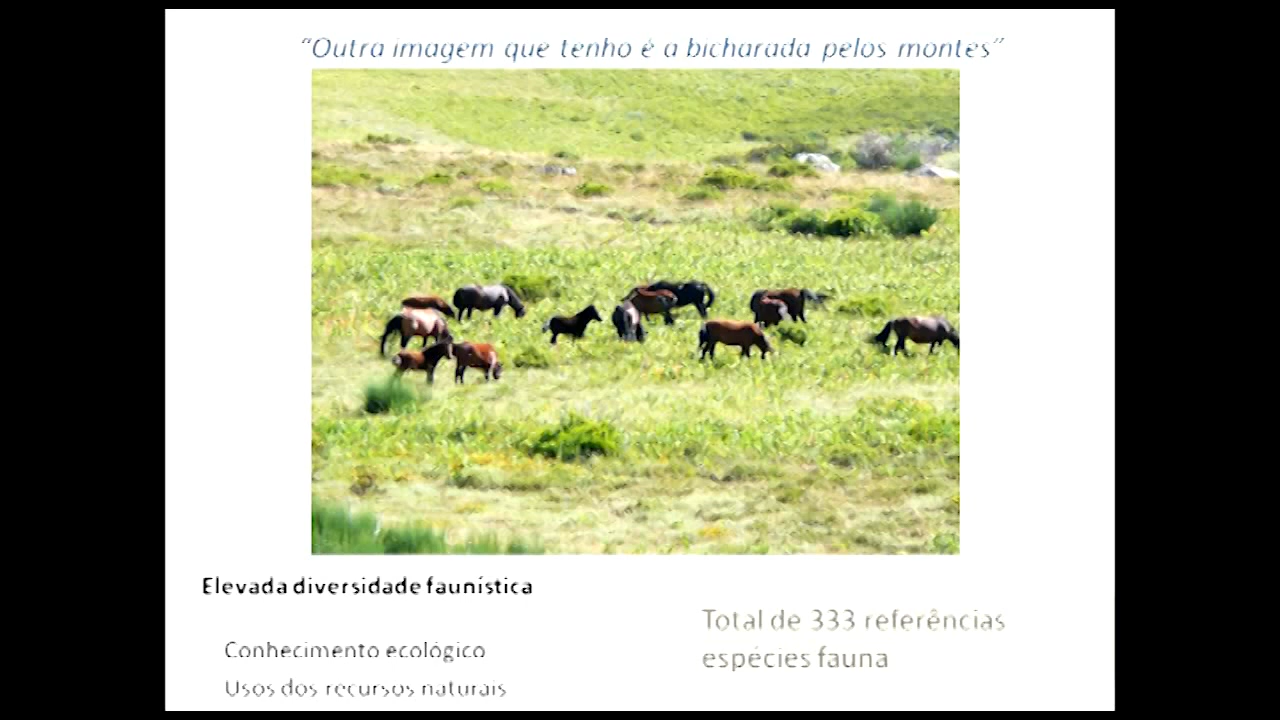 “Outra imagem que tenho é a bicharada pelos montes”
Elevada diversidade faunística
Conhecimento ecológico
Usos dos recursos naturais
Total de 333 referências
espécies fauna